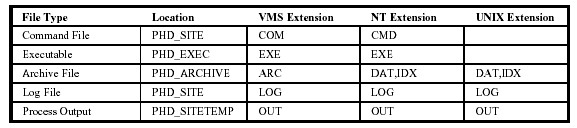 File Type Location VMS Extension NT Extension UNIX Extension
Command File PHD_SITE COM CMD
Executable PHD_EXEC EXE EXE
Archive File PHD_ARCHIVE ARC DAT,IDX DAT,IDX
Log File PHD_SITE LOG LOG LOG
Process Output PHD_SITETEMP OUT OUT OUT